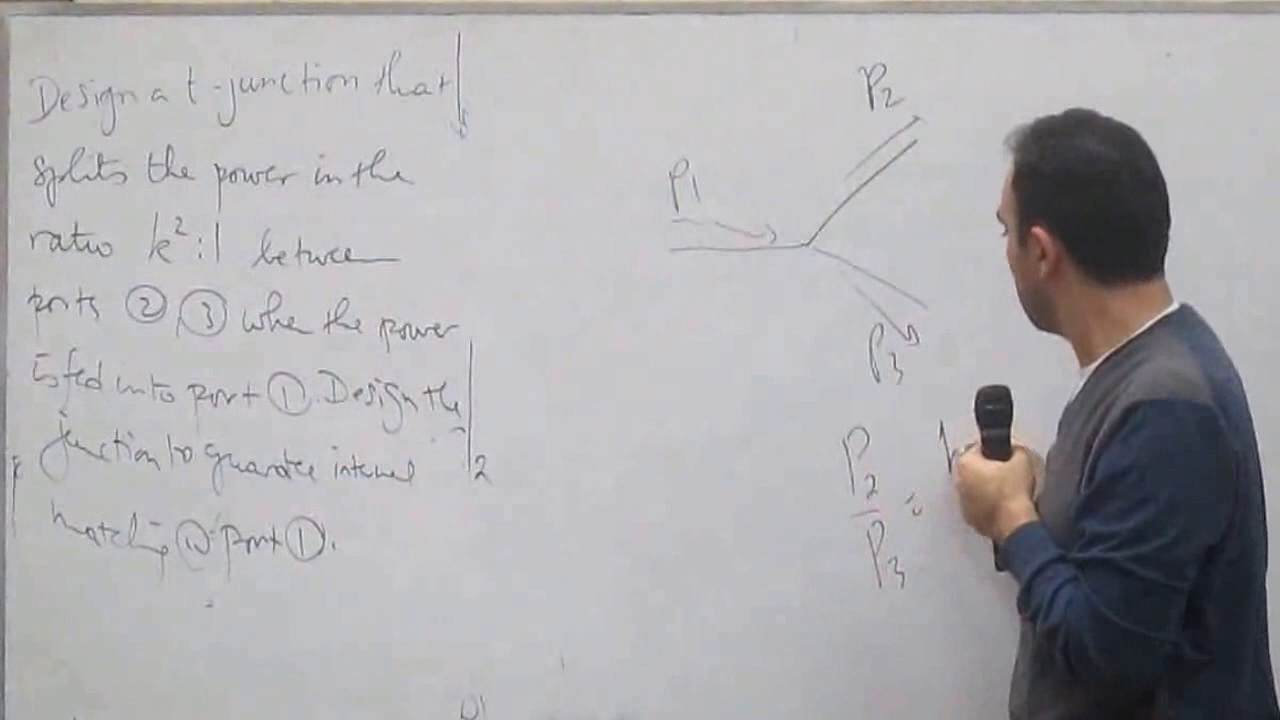 Design a t-junction that
splits the power in the
ratio k²:1 between
ports ② ③ when the power
is fed into port ①. Design the
junction to guarantee internal
matching @ port ①.
2
P2
P1
P3
P2
=
P3